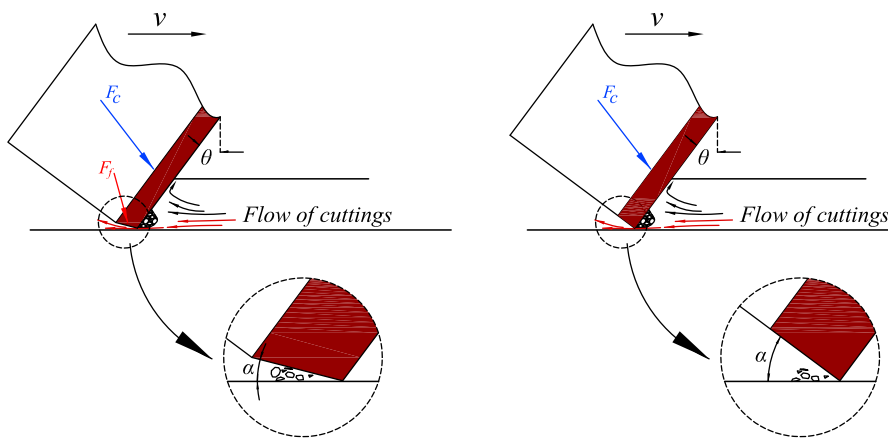 v
F_c
θ
F_f
Flow of cuttings
α
v
F_c
θ
Flow of cuttings
α